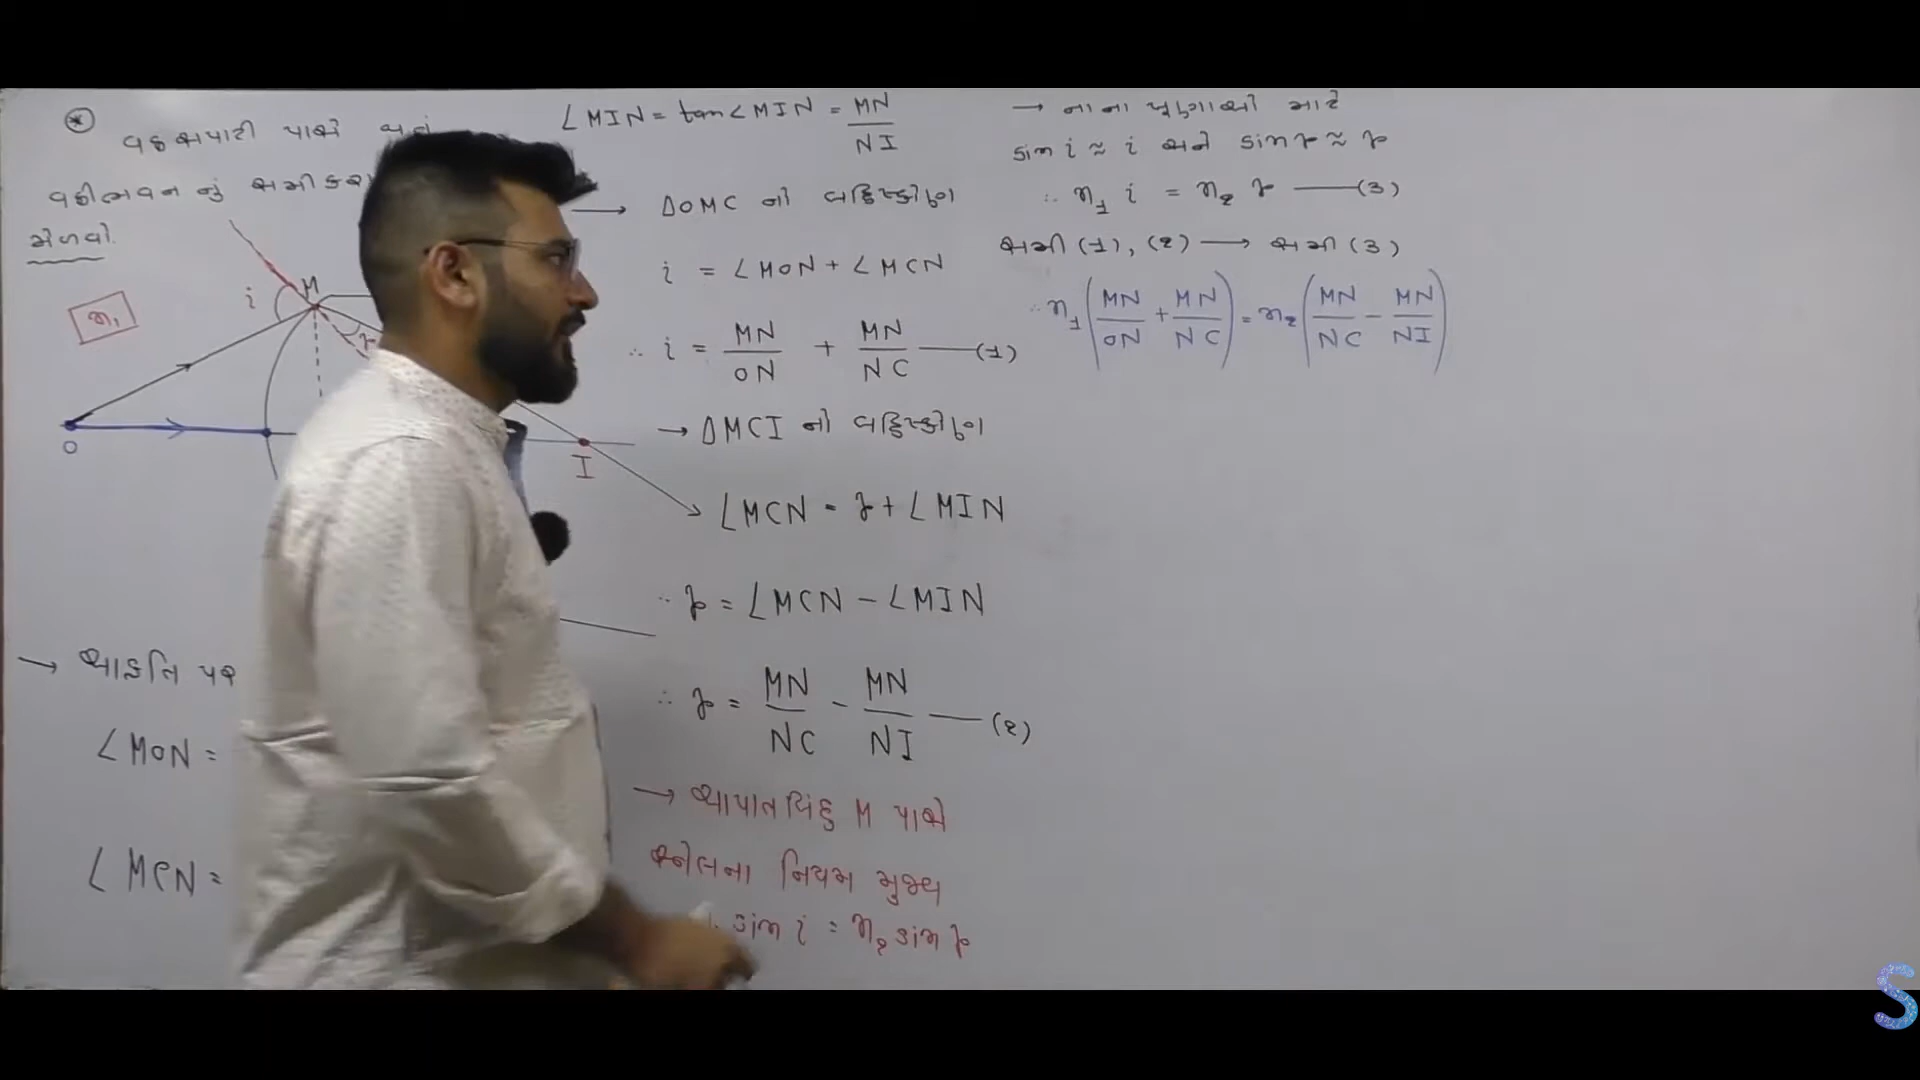 * વક્રસપાટી પાસે થતું
વક્રીભવન નું સમીકરણ
મેળવો.
n₁
i
M
r
O
I
→ આકૃતિ પર
∠MON =
∠MCN =
∠MIN = tan∠MIN = MN/NI
→ ΔOMC નો બહિષ્કોણ
i = ∠MON + ∠MCN
∴ i = MN/ON + MN/NC —(1)
→ ΔMCI નો બહિષ્કોણ
∠MCN = r + ∠MIN
∴ r = ∠MCN − ∠MIN
∴ r = MN/NC − MN/NI —(2)
→ આપાતબિંદુ M પાસે
સ્નેલના નિયમ મુજબ
sin i = n₂ sin r
→ નાના ખૂણાઓ માટે
sin i ≈ i અને sin r ≈ r
∴ n₁ i = n₂ r —(3)
સમી (1), (2) → સમી (3)
∴ n₁ (MN/ON + MN/NC) = n₂ (MN/NC − MN/NI)
S